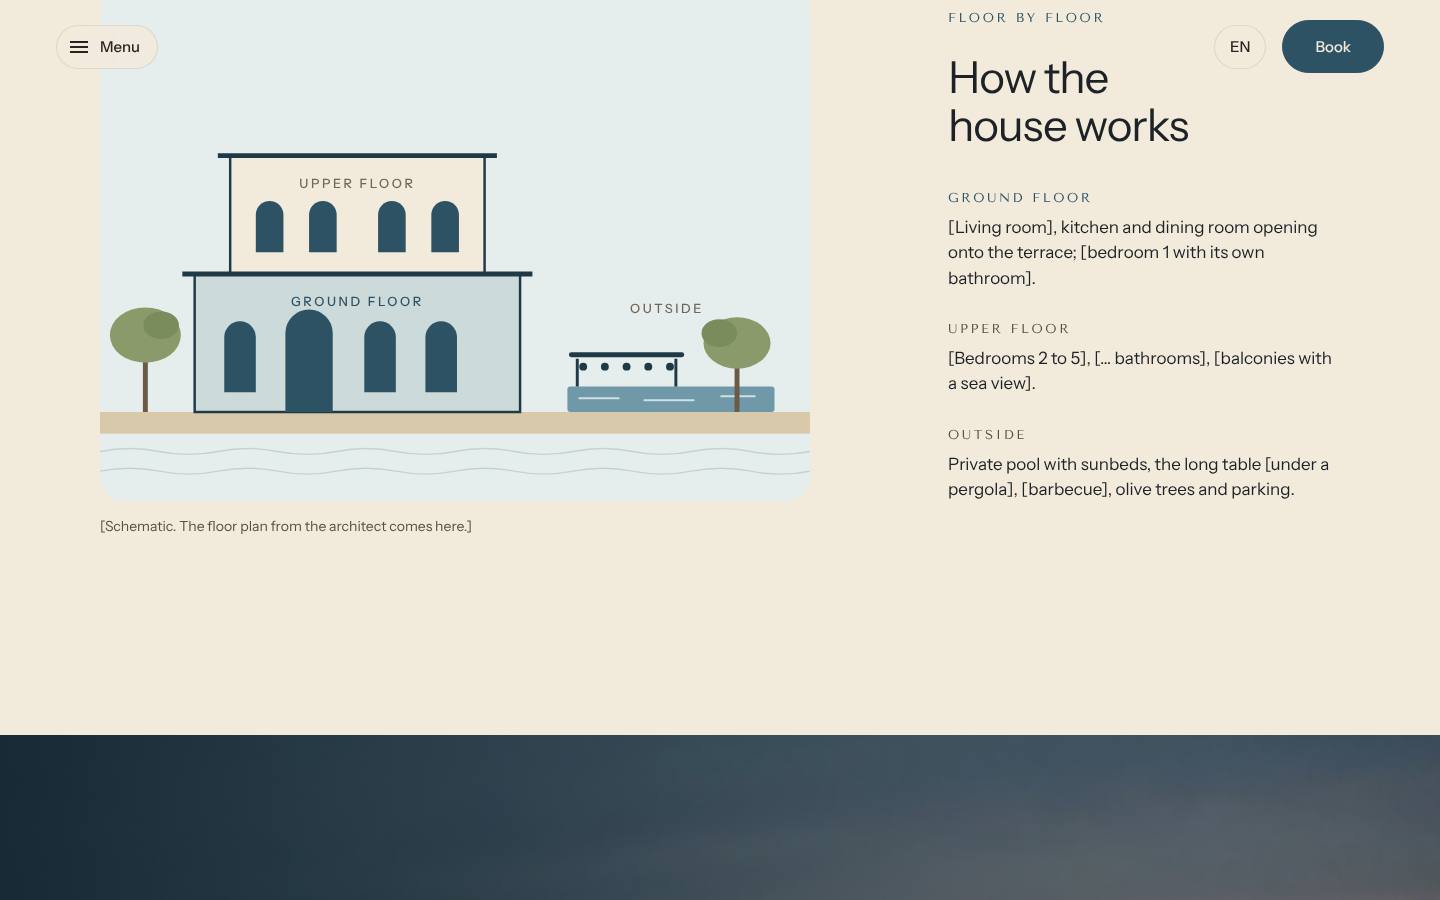 Menu
EN
Book
UPPER FLOOR
GROUND FLOOR
OUTSIDE
[Schematic. The floor plan from the architect comes here.]
FLOOR BY FLOOR
How the
house works
GROUND FLOOR
[Living room], kitchen and dining room opening
onto the terrace; [bedroom 1 with its own
bathroom].
UPPER FLOOR
[Bedrooms 2 to 5], [... bathrooms], [balconies with
a sea view].
OUTSIDE
Private pool with sunbeds, the long table [under a
pergola], [barbecue], olive trees and parking.